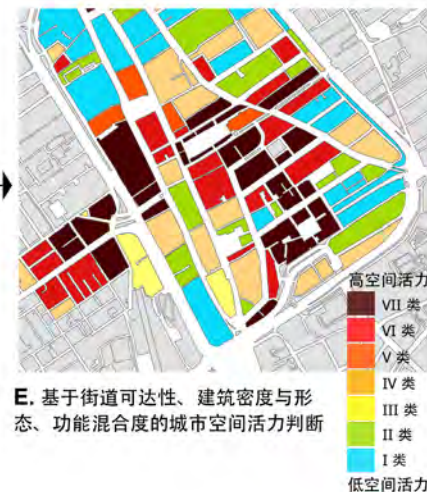 高空间活力
VII 类
VI 类
V 类
IV 类
III 类
II 类
I 类
低空间活力
E. 基于街道可达性、建筑密度与形
态、功能混合度的城市空间活力判断